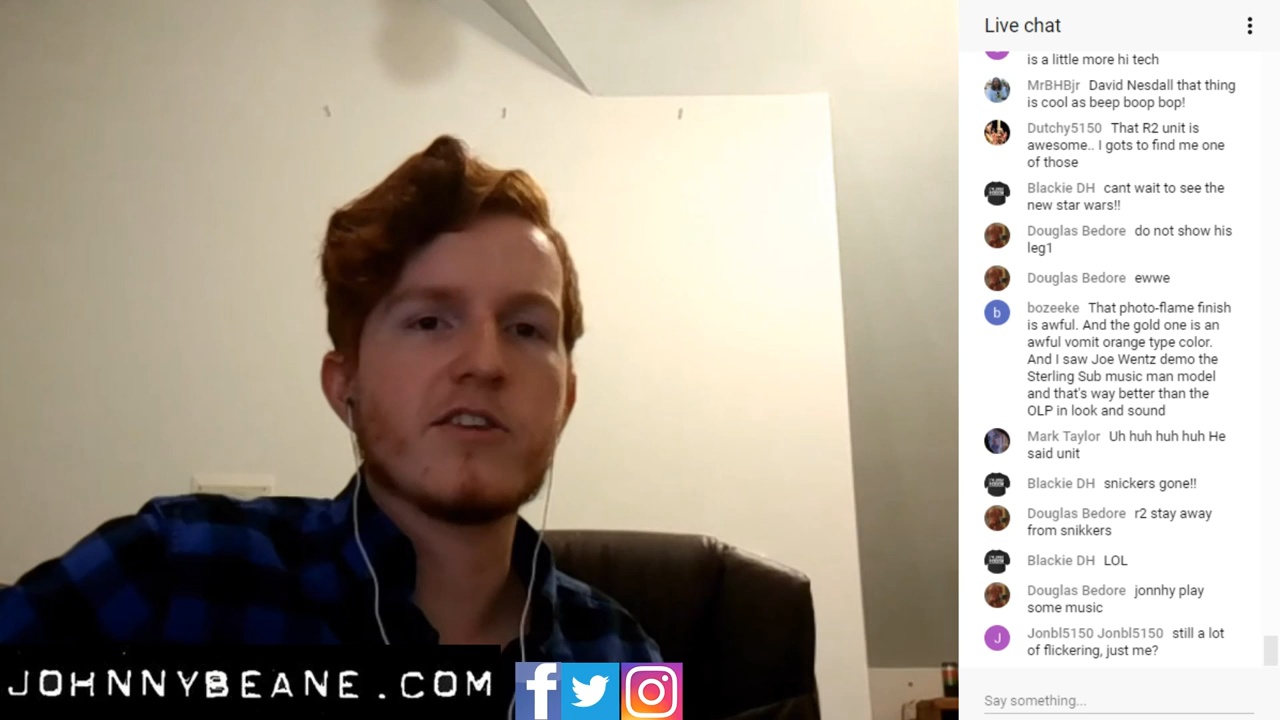 Live chat
is a little more hi tech
MrBHBjr David Nesdall that thing
is cool as beep boop bop!
Dutchy5150 That R2 unit is
awesome.. I gots to find me one
of those
Blackie DH cant wait to see the
new star wars!!
Douglas Bedore do not show his
leg1
Douglas Bedore ewwe
b
bozeeke That photo-flame finish
is awful. And the gold one is an
awful vomit orange type color.
And I saw Joe Wentz demo the
Sterling Sub music man model
and that's way better than the
OLP in look and sound
Mark Taylor Uh huh huh huh He
said unit
Blackie DH snickers gone!!
Douglas Bedore r2 stay away
from snikkers
Blackie DH LOL
Douglas Bedore jonnhy play
some music
J
Jonbl5150 Jonbl5150 still a lot
of flickering, just me?
Say something...
JOHNNYBEANE.COM
f